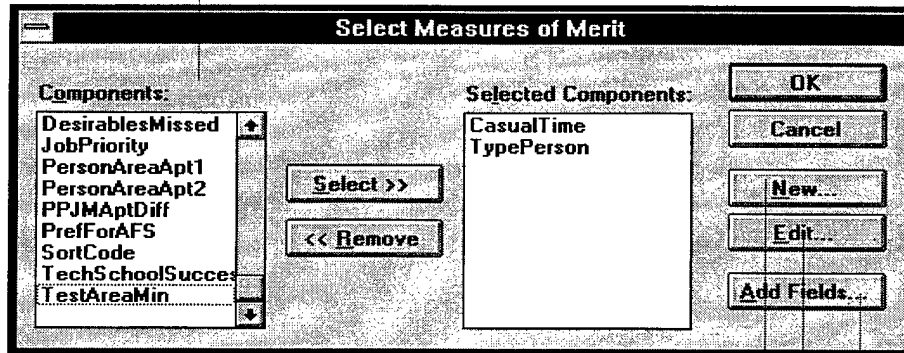 Select Measures of Merit
Components:
DesirablesMissed
JobPriority
PersonAreaApt1
PersonAreaApt2
PPJMAptDiff
PrefForAFS
SortCode
TechSchoolSucces
TestAreaMin
Select >>
<< Remove
Selected Components:
CasualTime
TypePerson
OK
Cancel
New...
Edit...
Add Fields...